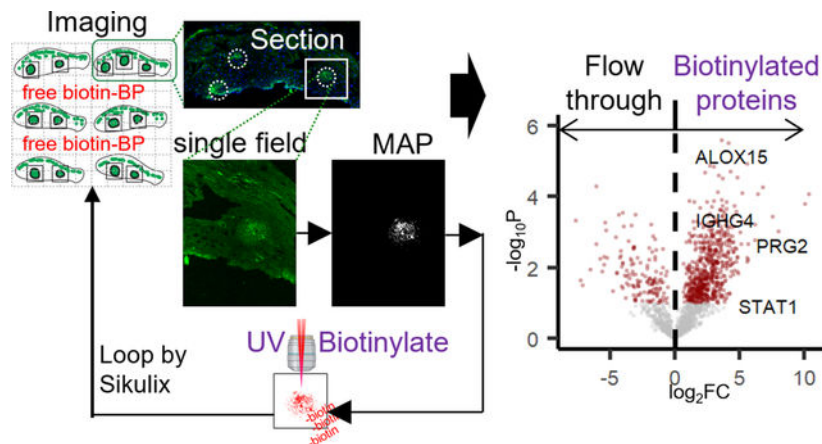 Imaging
Section
free biotin-BP
free biotin-BP
single field
MAP
UV
Biotinylate
Loop by
Sikulix
-biotin
-biotin
-biotin
Flow
through
Biotinylated
proteins
6
4
2
0
-log10P
ALOX15
IGHG4
PRG2
STAT1
-5
0
5
10
log2FC